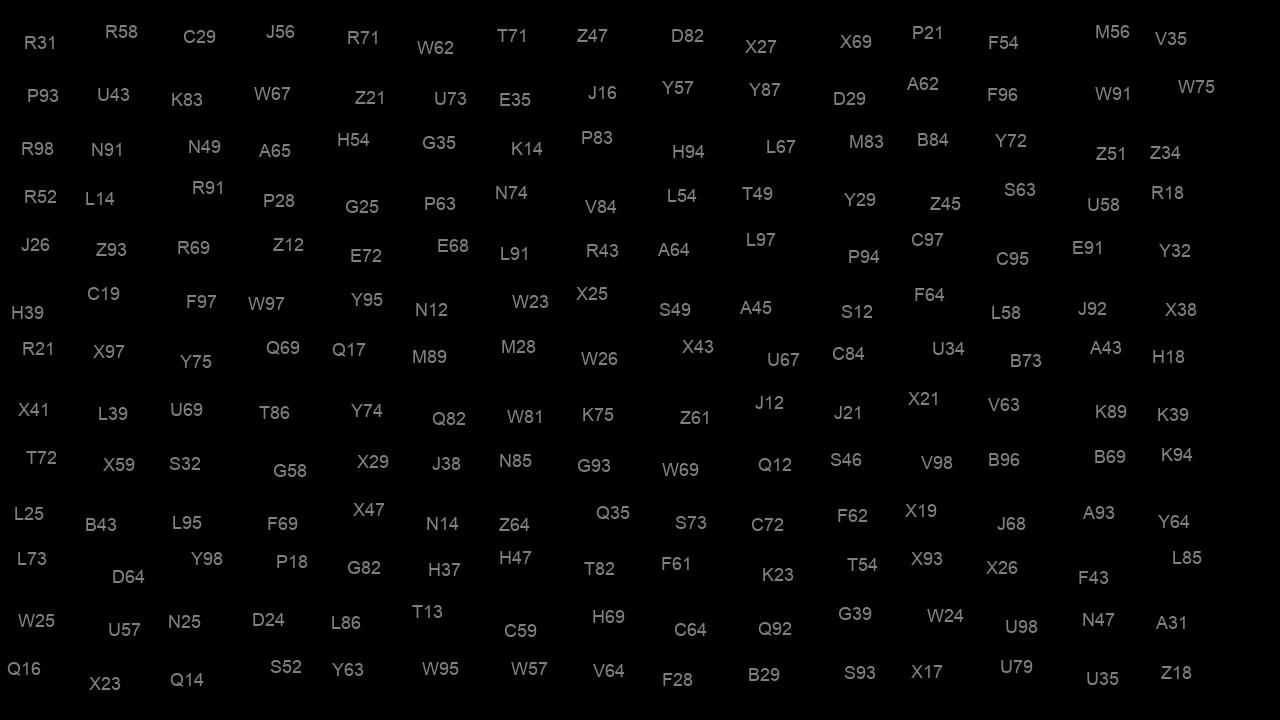 R31 R58 C29 J56 R71 W62 T71 Z47 D82 X27 X69 P21 F54 M56 V35
P93 U43 K83 W67 Z21 U73 E35 J16 Y57 Y87 D29 A62 F96 W91 W75
R98 N91 N49 A65 H54 G35 K14 P83 H94 L67 M83 B84 Y72 Z51 Z34
R52 L14 R91 P28 G25 P63 N74 V84 L54 T49 Y29 Z45 S63 U58 R18
J26 Z93 R69 Z12 E72 E68 L91 R43 A64 L97 P94 C97 C95 E91 Y32
H39 C19 F97 W97 Y95 N12 W23 X25 S49 A45 S12 F64 L58 J92 X38
R21 X97 Y75 Q69 Q17 M89 M28 W26 X43 U67 C84 U34 B73 A43 H18
X41 L39 U69 T86 Y74 Q82 W81 K75 Z61 J12 J21 X21 V63 K89 K39
T72 X59 S32 G58 X29 J38 N85 G93 W69 Q12 S46 V98 B96 B69 K94
L25 B43 L95 F69 X47 N14 Z64 Q35 S73 C72 F62 X19 J68 A93 Y64
L73 D64 Y98 P18 G82 H37 H47 T82 F61 K23 T54 X93 X26 F43 L85
W25 U57 N25 D24 L86 T13 C59 H69 C64 Q92 G39 W24 U98 N47 A31
Q16 X23 Q14 S52 Y63 W95 W57 V64 F28 B29 S93 X17 U79 U35 Z18